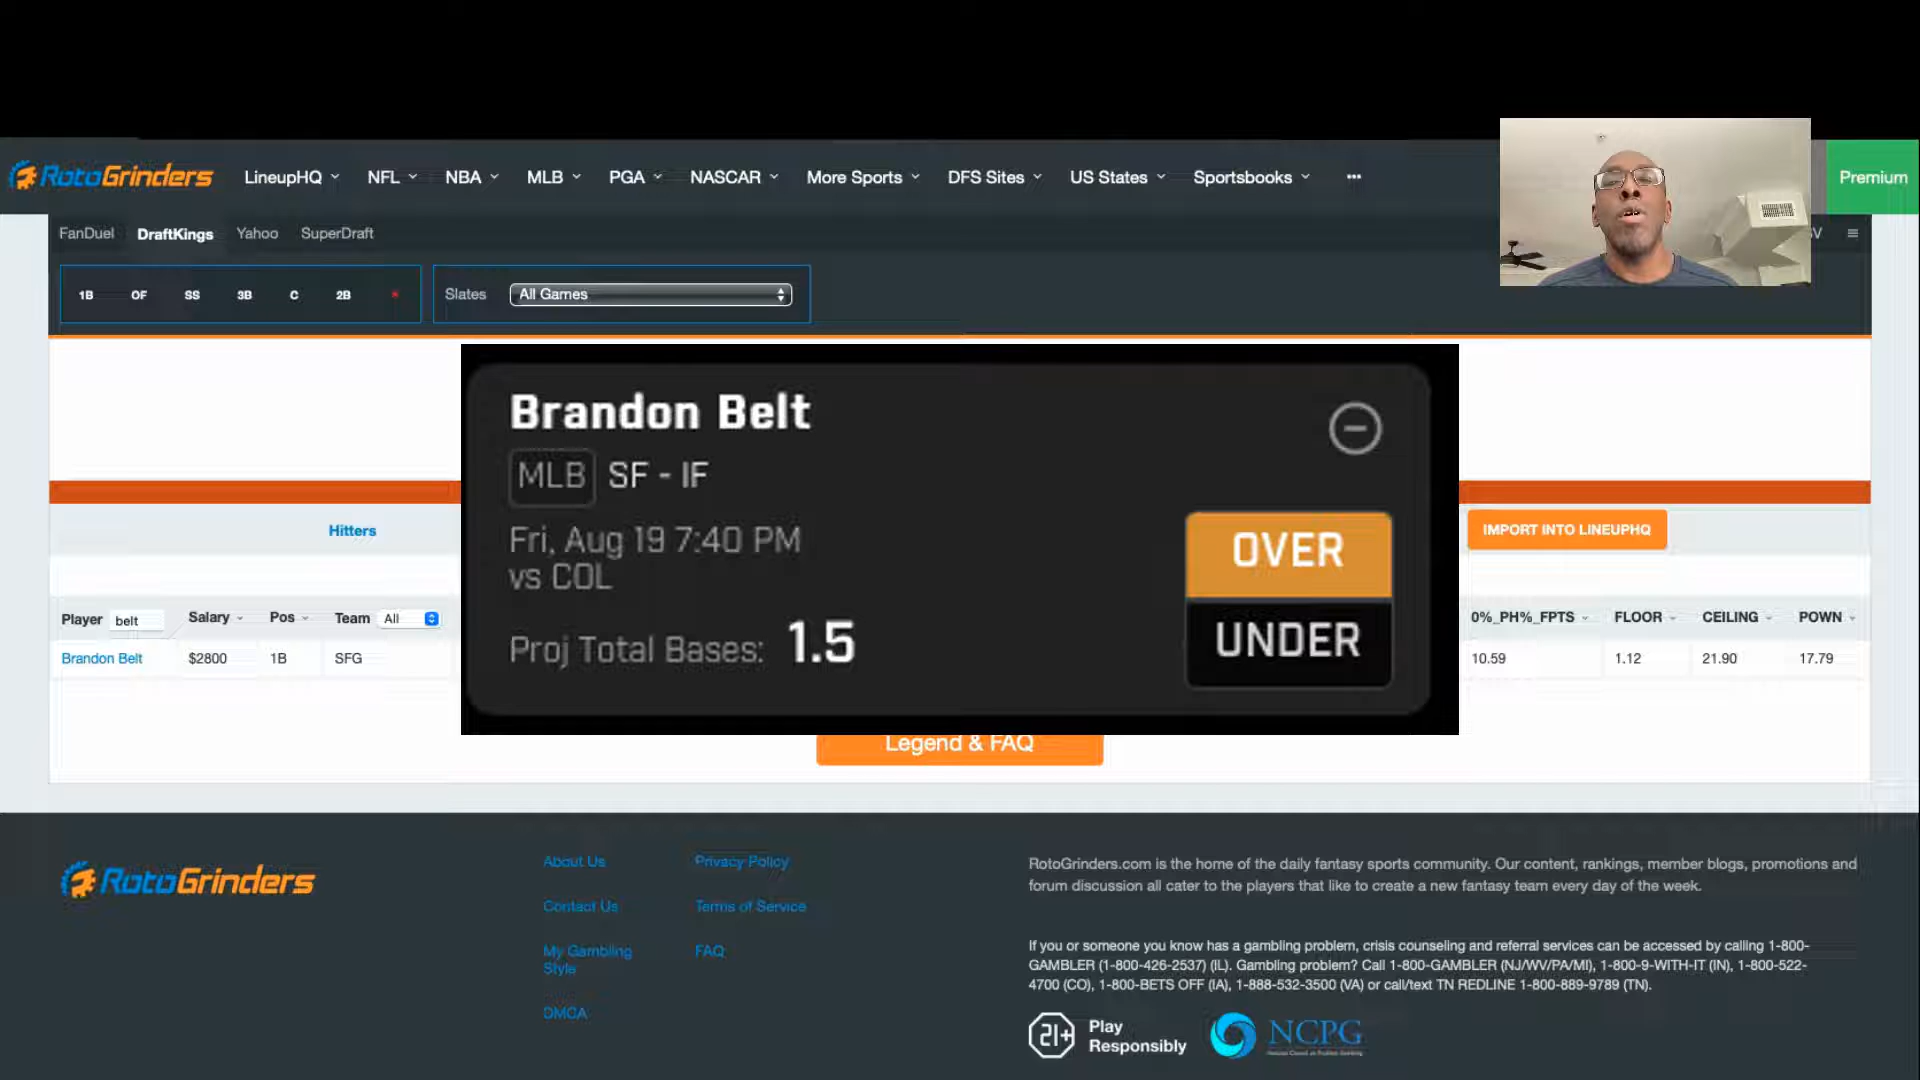 RotoGrinders LineupHQ NFL NBA MLB PGA NASCAR More Sports DFS Sites US States Sportsbooks ... Premium
FanDuel DraftKings Yahoo SuperDraft
1B OF SS 3B C 2B * Slates All Games
Brandon Belt
MLB SF - IF
Fri, Aug 19 7:40 PM
vs COL
Proj Total Bases: 1.5
OVER
UNDER
Hitters
IMPORT INTO LINEUPHQ
Player belt Salary Pos Team All 0%_PH%_FPTS FLOOR CEILING POWN
Brandon Belt $2800 1B SFG 10.59 1.12 21.90 17.79
Legend & FAQ
RotoGrinders
About Us
Contact Us
My Gambling
Style
DMCA
Privacy Policy
Terms of Service
FAQ
RotoGrinders.com is the home of the daily fantasy sports community. Our content, rankings, member blogs, promotions and
forum discussion all cater to the players that like to create a new fantasy team every day of the week.
If you or someone you know has a gambling problem, crisis counseling and referral services can be accessed by calling 1-800-
GAMBLER (1-800-426-2537) (IL). Gambling problem? Call 1-800-GAMBLER (NJ/WV/PA/MI), 1-800-9-WITH-IT (IN), 1-800-522-
4700 (CO), 1-800-BETS OFF (IA), 1-888-532-3500 (VA) or call/text TN REDLINE 1-800-889-9789 (TN).
21+ Play
Responsibly
NCPG